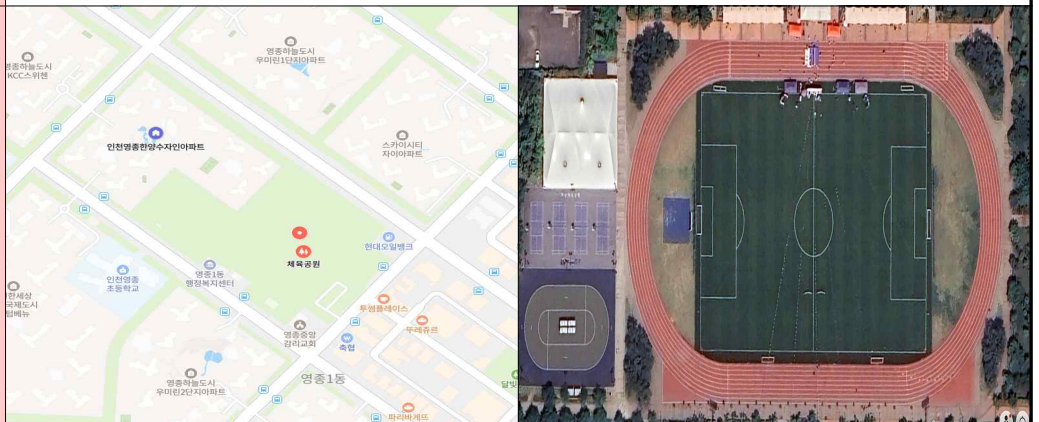 영종하늘도시
KCC스위첸
영종하늘도시
우미린1단지아파트
인천영종한양수자인아파트
스카이시티
자이아파트
현대오일뱅크
체육공원
인천영종
초등학교
영종1동
행정복지센터
한세상
국제도시
투썸플레이스
뚜레쥬르
영종중앙
감리교회
축협
영종1동
영종하늘도시
우미린2단지아파트
파리바게뜨